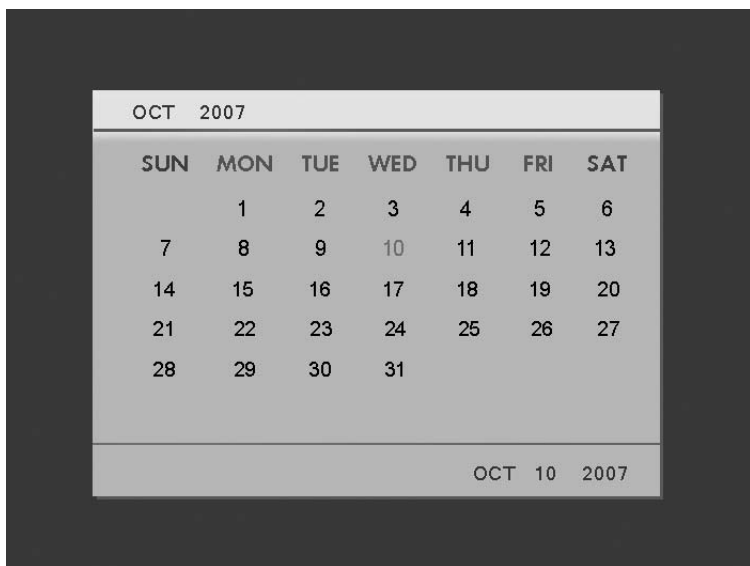 OCT 2007
SUN MON TUE WED THU FRI SAT
1 2 3 4 5 6
7 8 9 10 11 12 13
14 15 16 17 18 19 20
21 22 23 24 25 26 27
28 29 30 31
OCT 10 2007